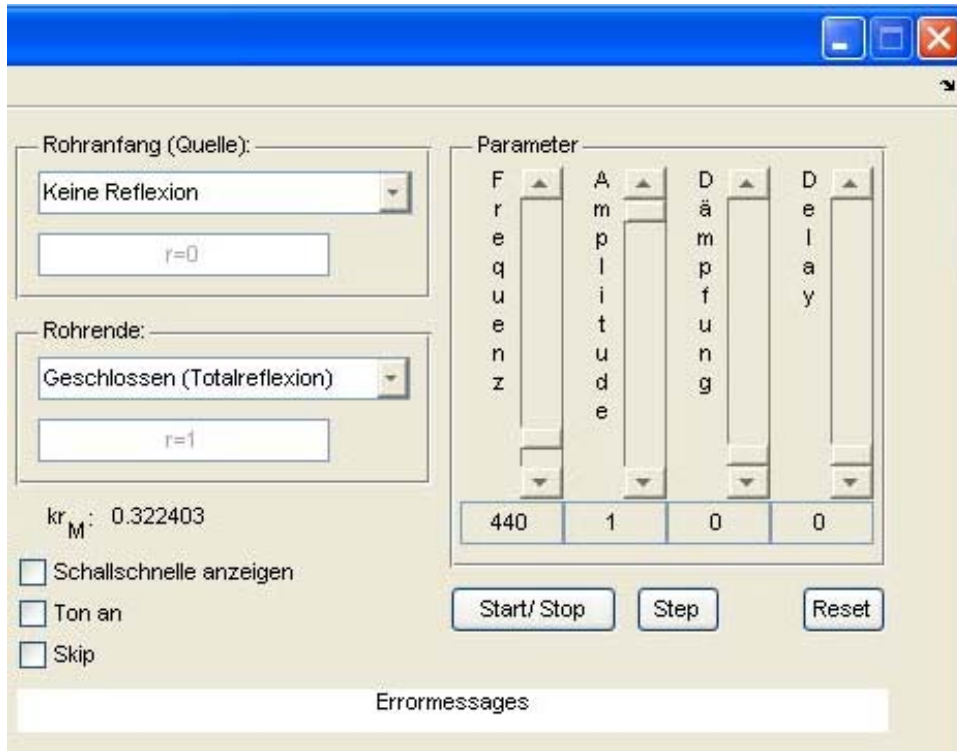 Rohranfang (Quelle):
Keine Reflexion
r=0
Rohrende:
Geschlossen (Totalreflexion)
r=1
kr_M: 0.322403
Schallschnelle anzeigen
Ton an
Skip
Parameter
Frequenz
Amplitude
Dämpfung
Delay
440 1 0 0
Start/ Stop Step Reset
Errormessages